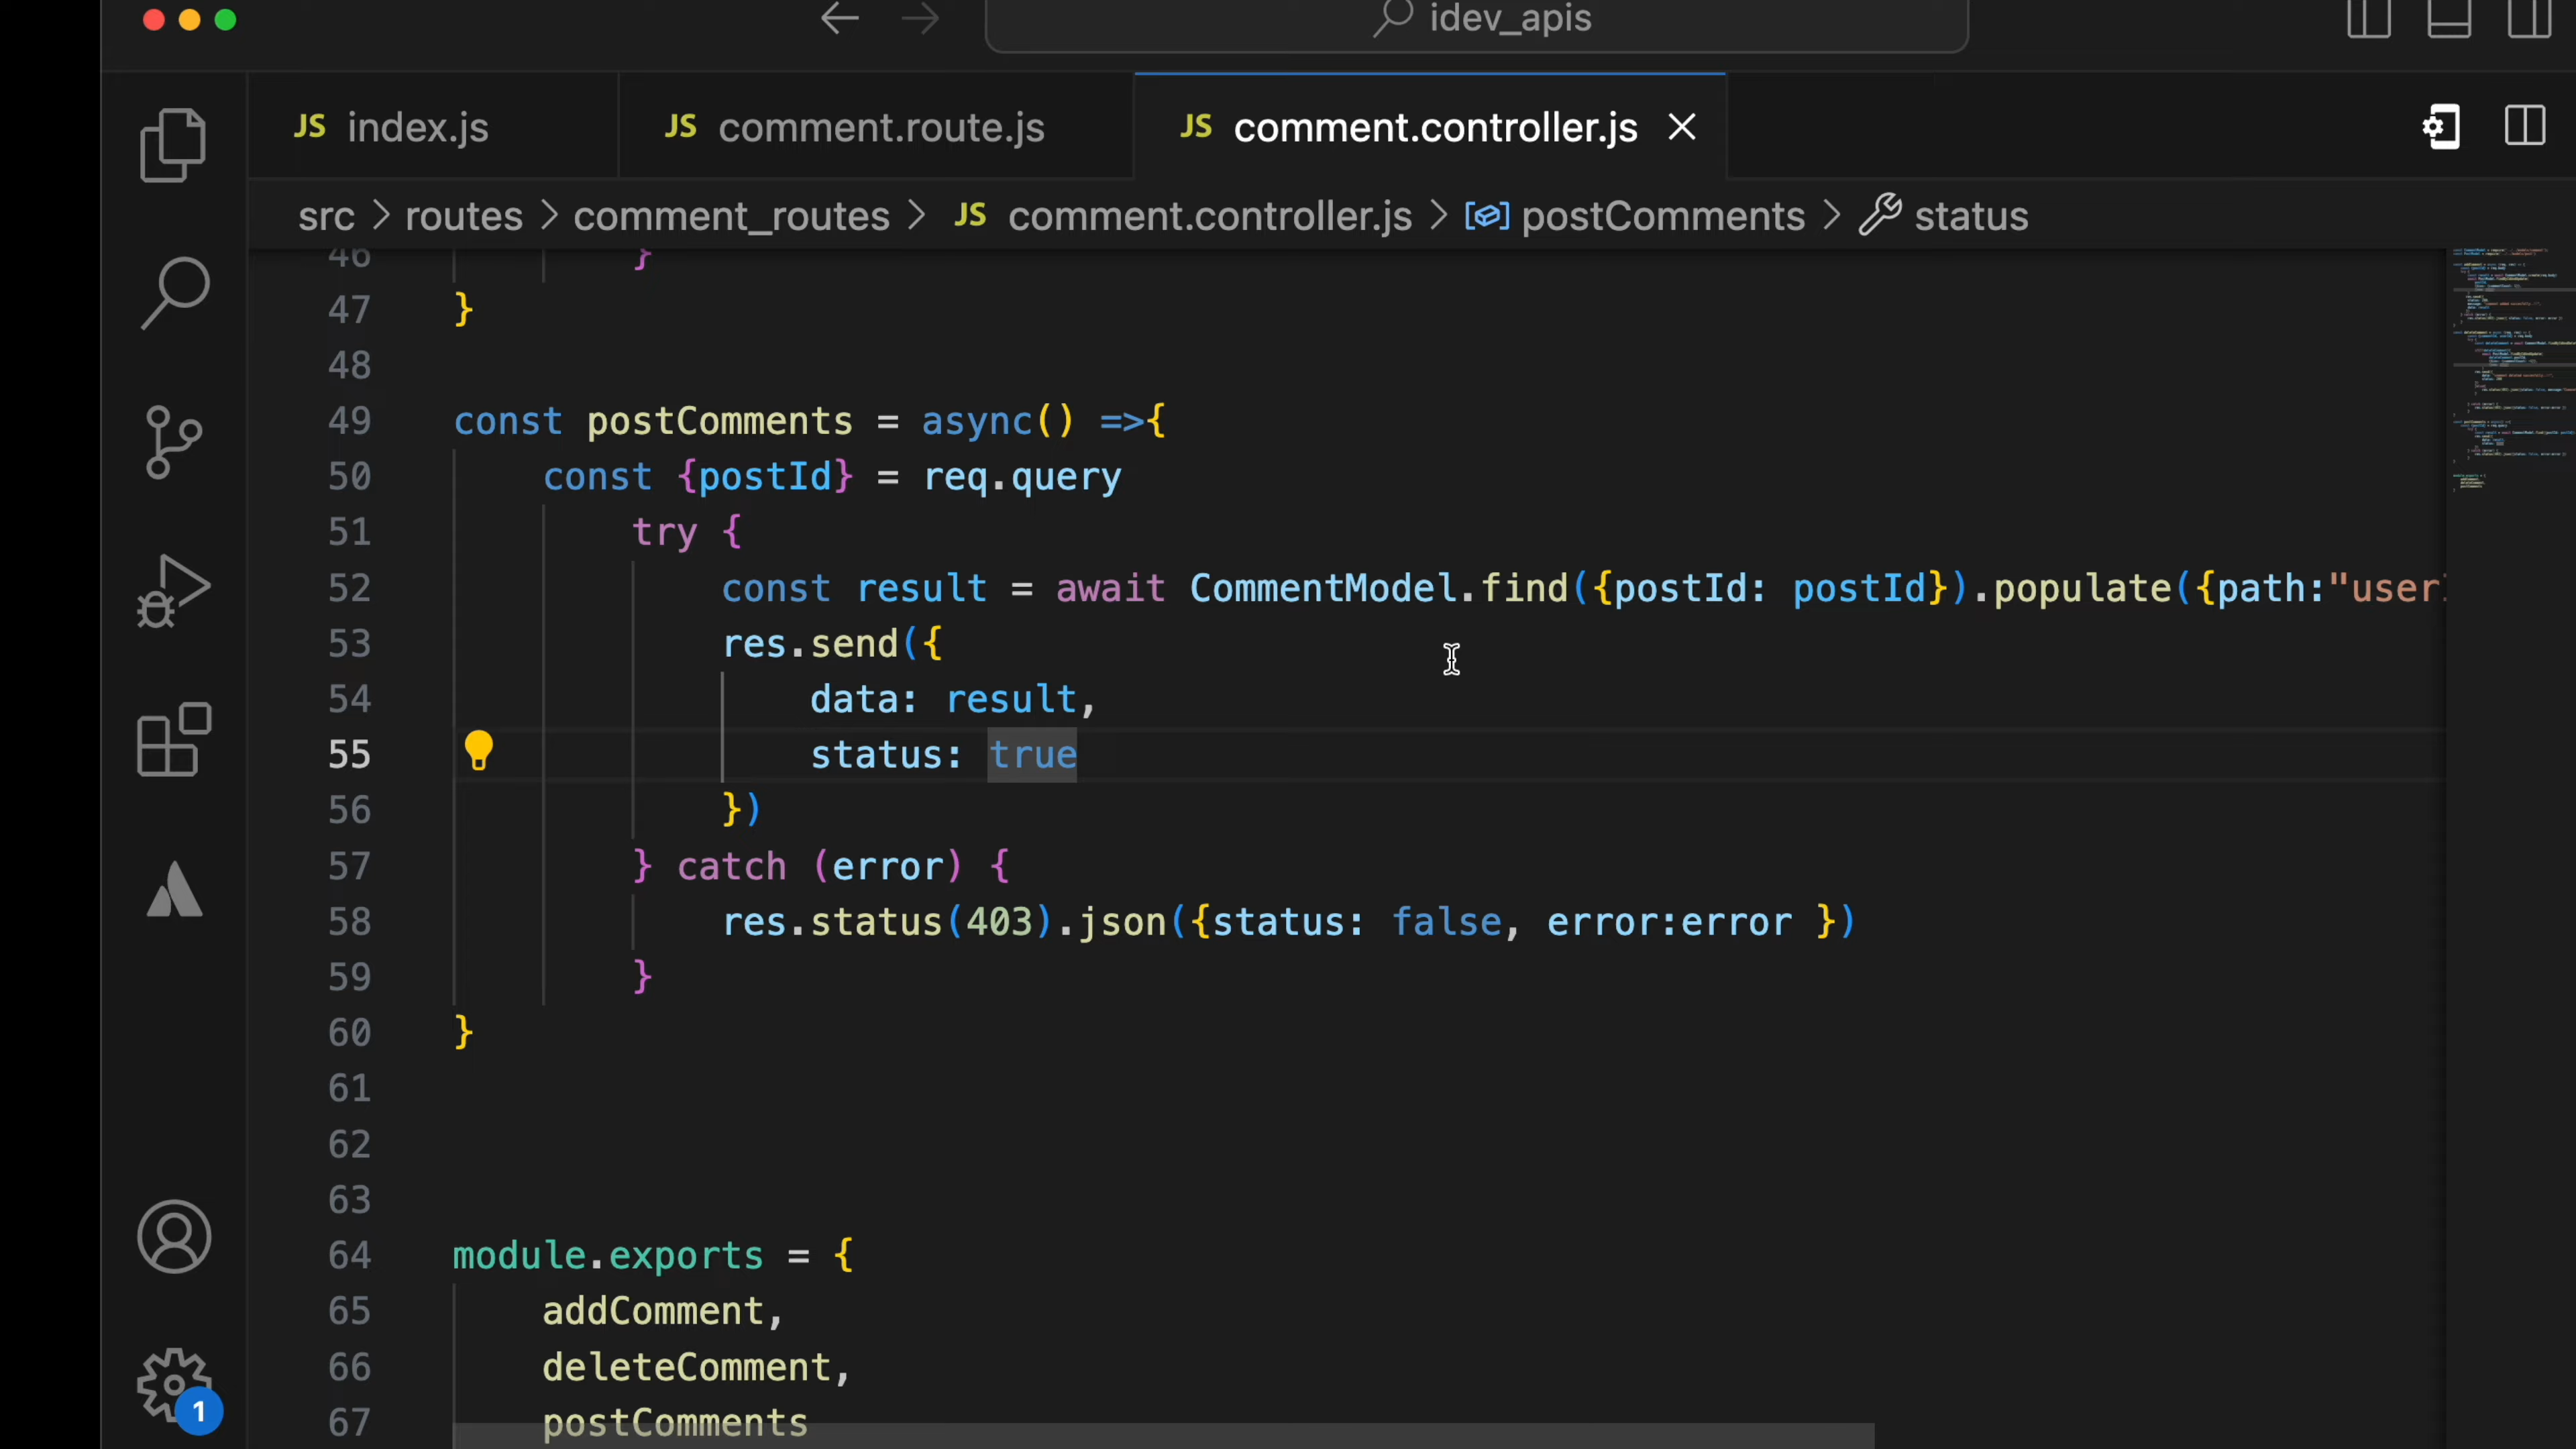 idev_apis
JS index.js
JS comment.route.js
JS comment.controller.js
src > routes > comment_routes > JS comment.controller.js > postComments > status
46 }
47 }
48
49 const postComments = async() =>{
50 const {postId} = req.query
51 try {
52 const result = await CommentModel.find({postId: postId}).populate({path:"user
53 res.send({
54 data: result,
55 status: true
56 })
57 } catch (error) {
58 res.status(403).json({status: false, error:error })
59 }
60 }
61
62
63
64 module.exports = {
65 addComment,
66 deleteComment,
67 postComments
1